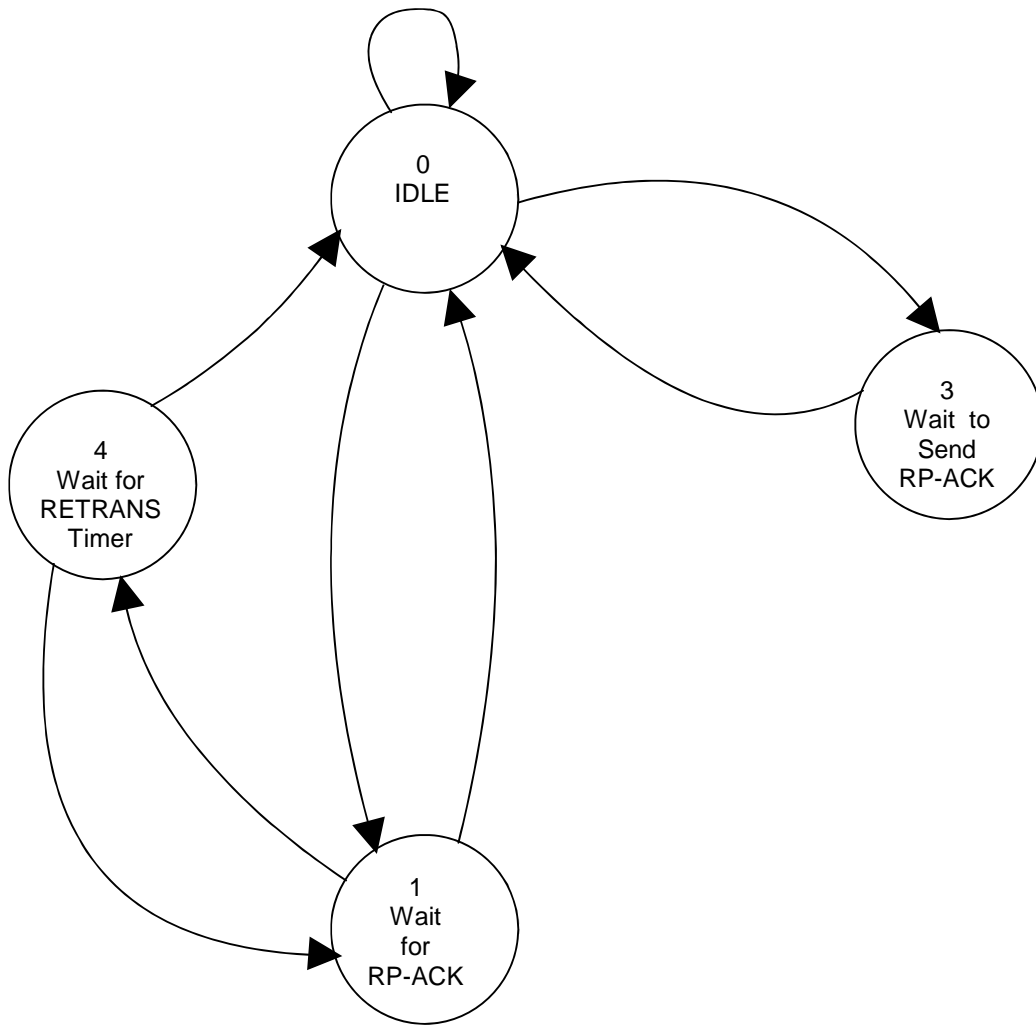 0
IDLE
3
Wait to
Send
RP-ACK
4
Wait for
RETRANS
Timer
1
Wait
for
RP-ACK